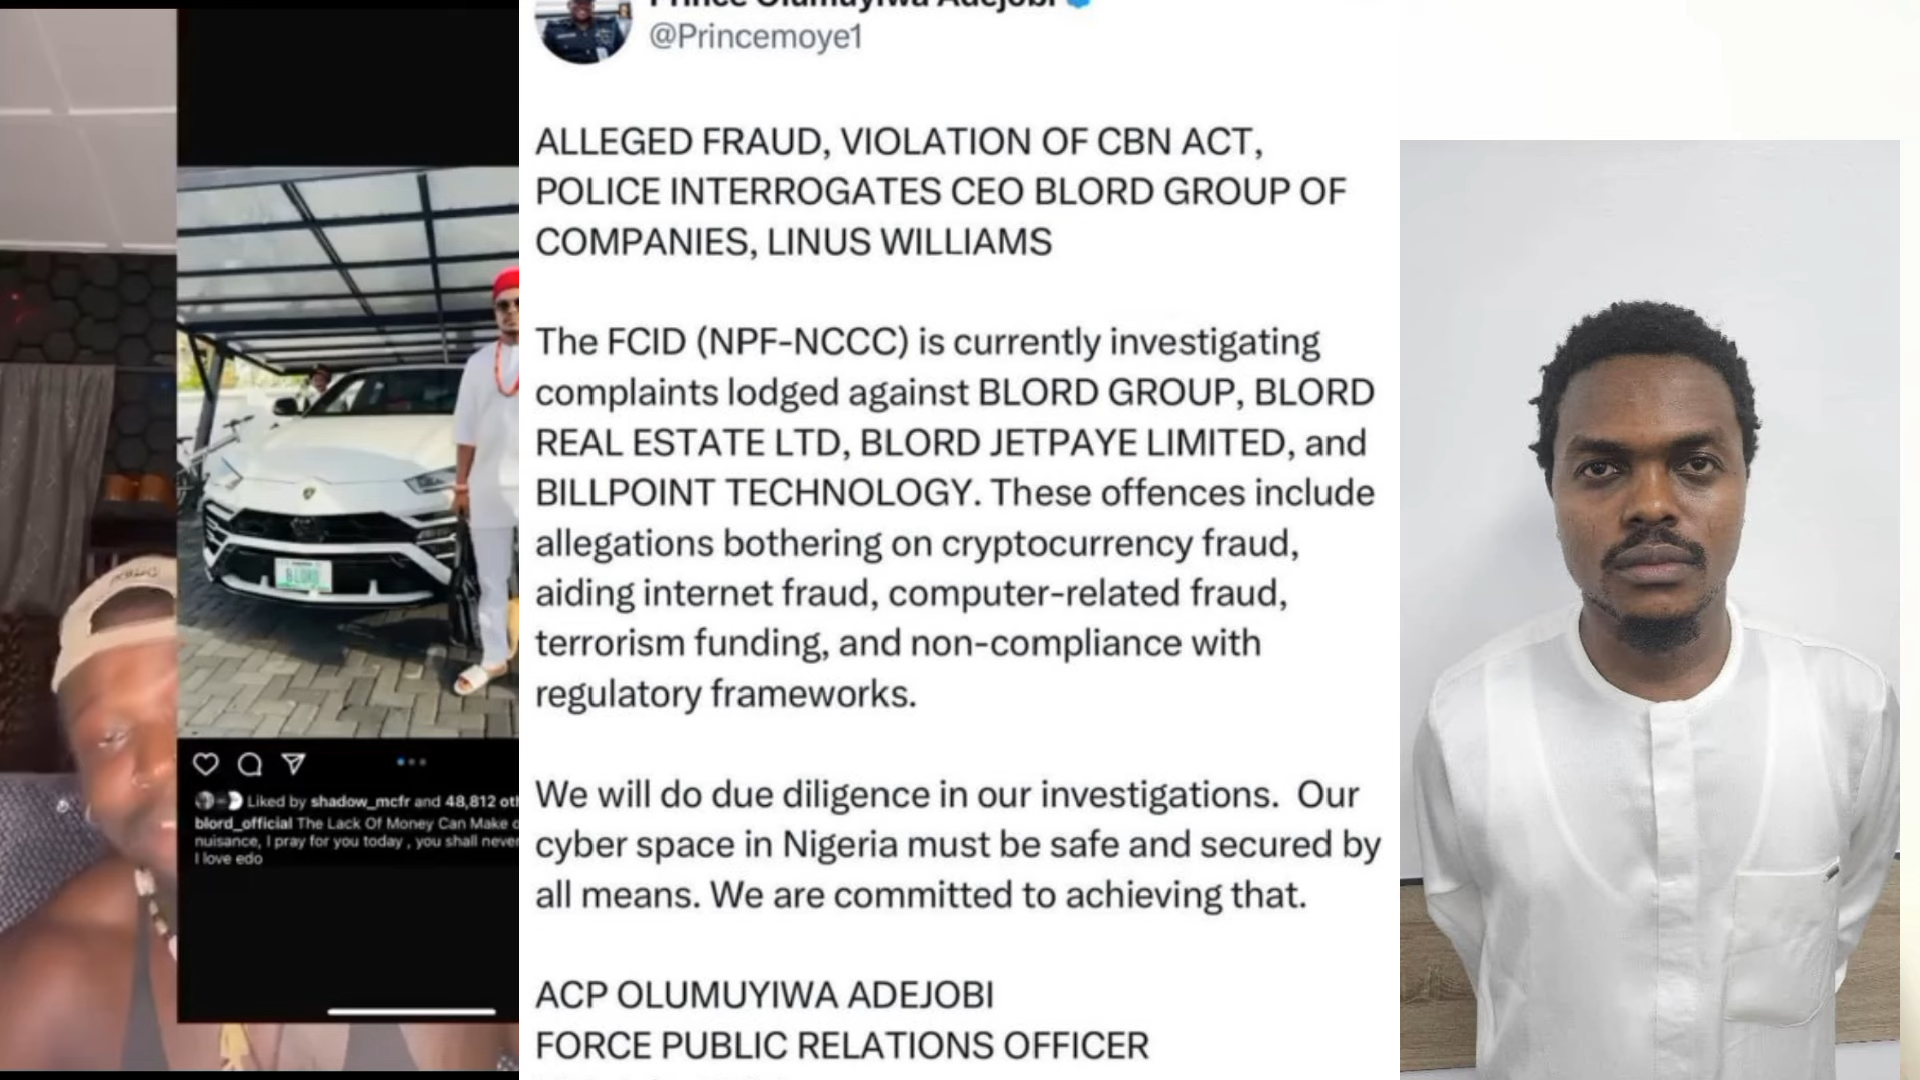 BLORD
Liked by shadow_mcfr and 48,812
blord_official The Lack Of Money Can Make
nuisance, I pray for you today , you shall never
I love edo
Prince Olumuyiwa Adejobi
@Princemoye1
ALLEGED FRAUD, VIOLATION OF CBN ACT,
POLICE INTERROGATES CEO BLORD GROUP OF
COMPANIES, LINUS WILLIAMS
The FCID (NPF-NCCC) is currently investigating
complaints lodged against BLORD GROUP, BLORD
REAL ESTATE LTD, BLORD JETPAYE LIMITED, and
BILLPOINT TECHNOLOGY. These offences include
allegations bothering on cryptocurrency fraud,
aiding internet fraud, computer-related fraud,
terrorism funding, and non-compliance with
regulatory frameworks.
We will do due diligence in our investigations.  Our
cyber space in Nigeria must be safe and secured by
all means. We are committed to achieving that.
ACP OLUMUYIWA ADEJOBI
FORCE PUBLIC RELATIONS OFFICER